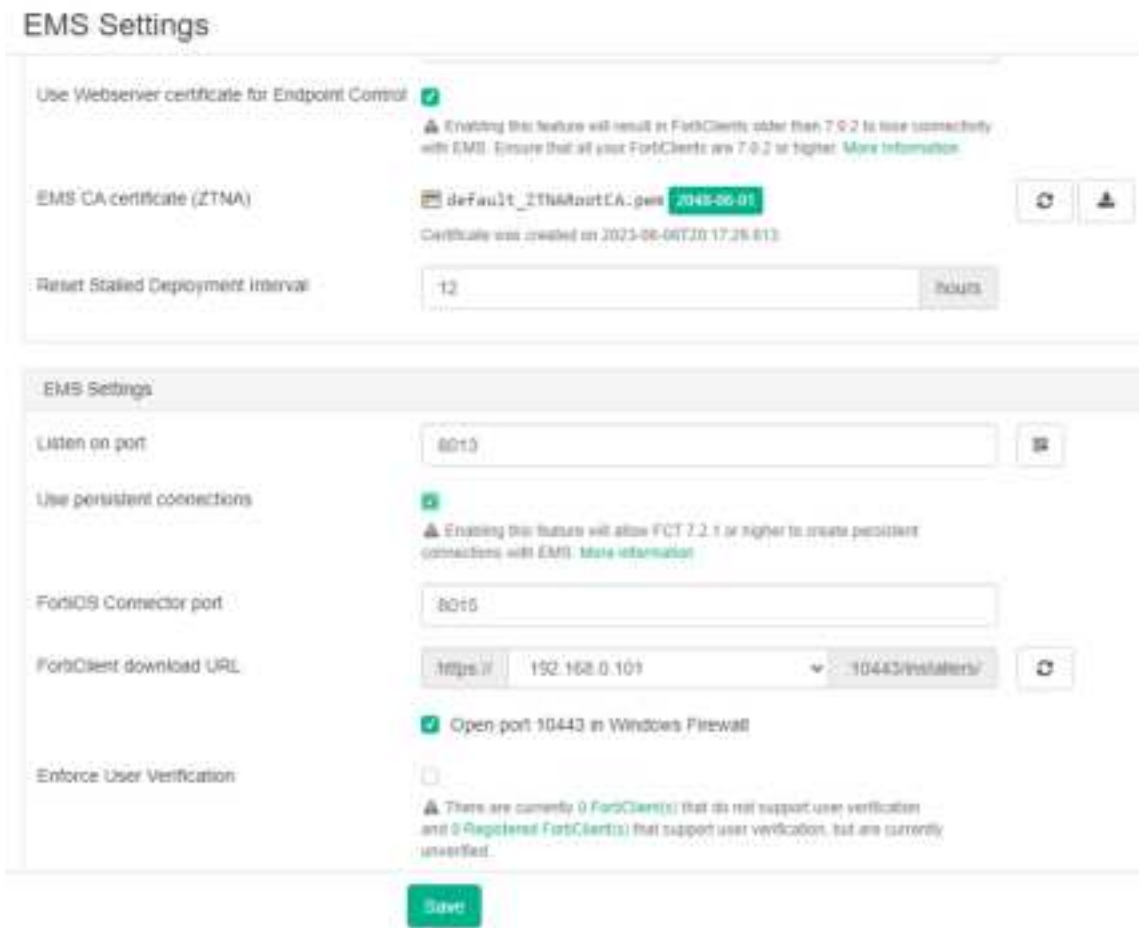 EMS Settings
Use Webserver certificate for Endpoint Control
Enabling this feature will result in FortiClients older than 7.0.2 to lose connectivity
with EMS. Ensure that all your FortiClients are 7.0.2 or higher. More Information
EMS CA certificate (ZTNA)
default_ZTNARootCA.pem 2048-06-01
Certificate was created on 2023-06-06T20:17:26.813
Reset Stalled Deployment Interval
12 hours
EMS Settings
Listen on port
8013
Use persistent connections
Enabling this feature will allow FCT 7.2.1 or higher to create persistent
connections with EMS. More information
FortiOS Connector port
8015
FortiClient download URL
https:// 192.168.0.101 :10443/installers/
Open port 10443 in Windows Firewall
Enforce User Verification
There are currently 0 FortiClient(s) that do not support user verification
and 0 Registered FortiClient(s) that support user verification, but are currently
unverified.
Save